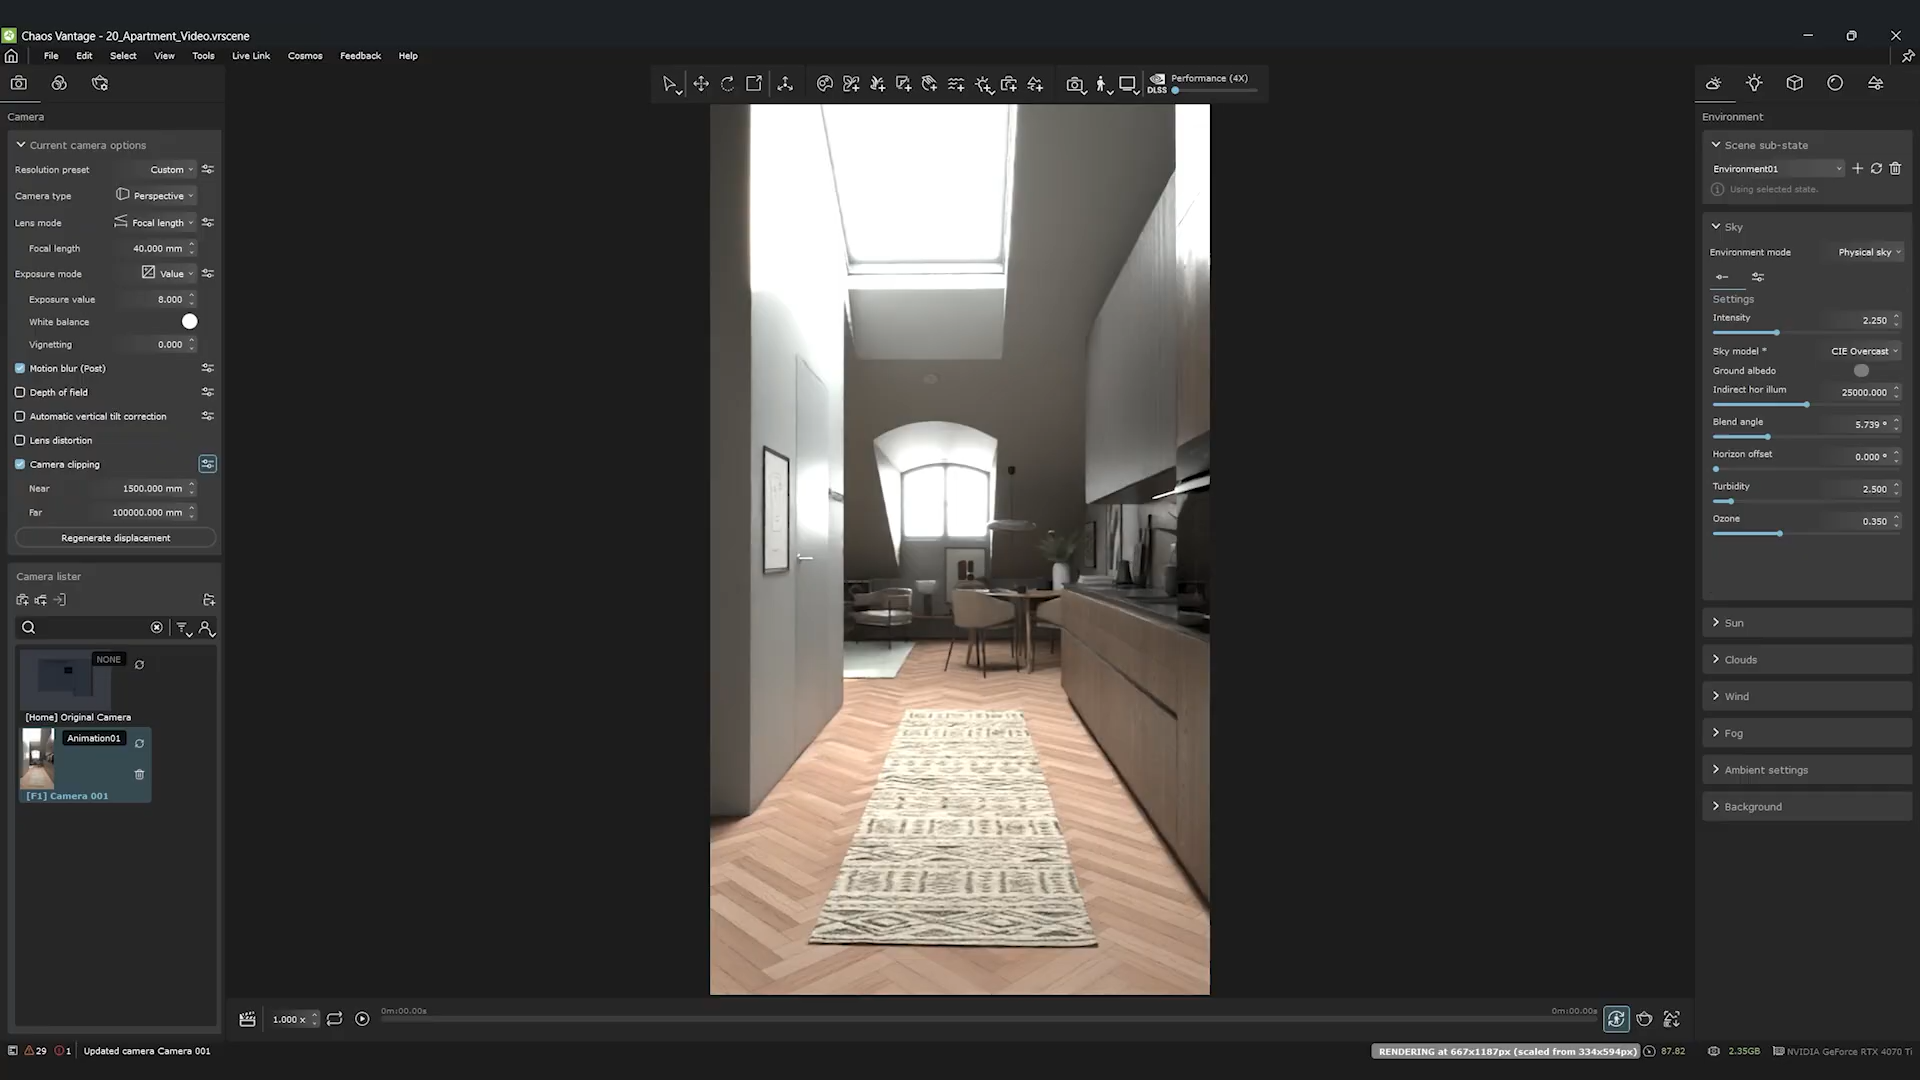 Chaos Vantage - 20_Apartment_Video.vrscene
File Edit Select View Tools Live Link Cosmos Feedback Help
DLSS
Performance (4X)
Camera
Current camera options
Resolution preset Custom
Camera type Perspective
Lens mode Focal length
Focal length 40.000 mm
Exposure mode Value
Exposure value 8.000
White balance
Vignetting 0.000
Motion blur (Post)
Depth of field
Automatic vertical tilt correction
Lens distortion
Camera clipping
Near 1500.000 mm
Far 100000.000 mm
Regenerate displacement
Camera lister
NONE
[Home] Original Camera
Animation01
[F1] Camera 001
Environment
Scene sub-state
Environment01
Using selected state.
Sky
Environment mode Physical sky
Settings
Intensity 2.250
Sky model * CIE Overcast
Ground albedo
Indirect hor illum 25000.000
Blend angle 5.739 °
Horizon offset 0.000 °
Turbidity 2.500
Ozone 0.350
Sun
Clouds
Wind
Fog
Ambient settings
Background
1.000 x
0m:00.00s
0m:00.00s
29 1 Updated camera Camera 001
RENDERING at 667x1187px (scaled from 334x594px) 87.82 2.35GB NVIDIA GeForce RTX 4070 Ti